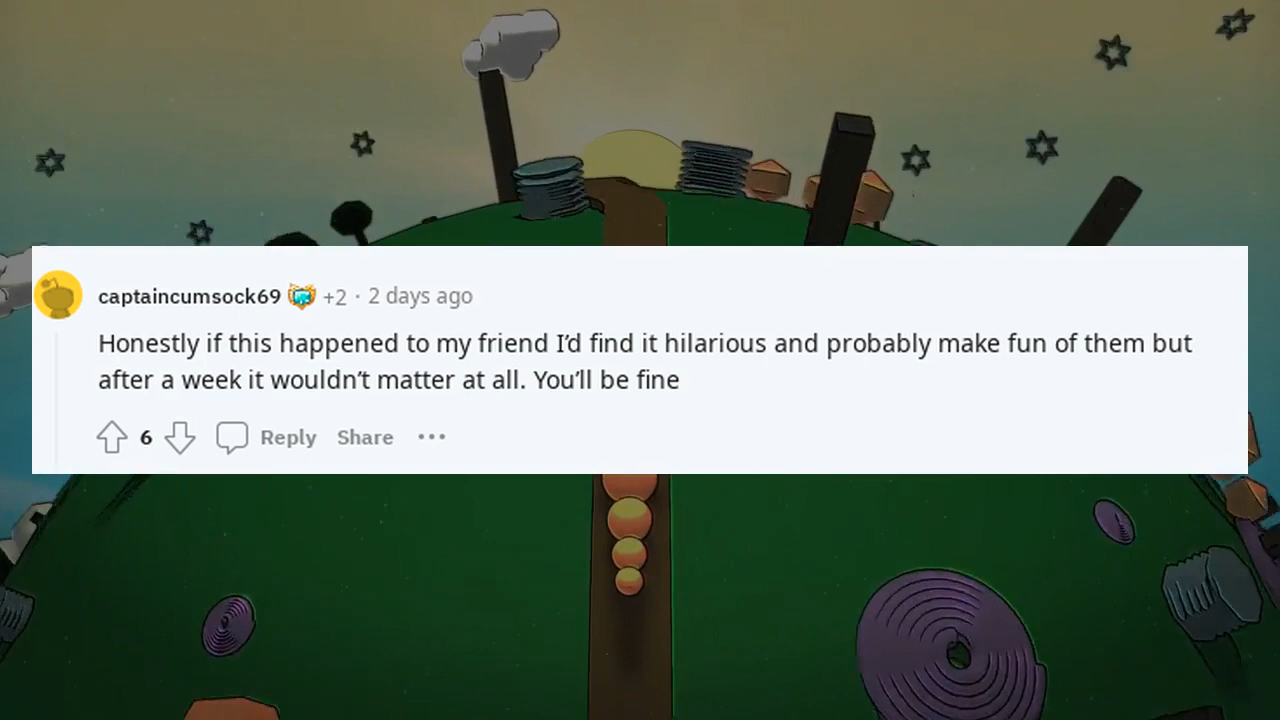 captaincumsock69 +2 · 2 days ago
Honestly if this happened to my friend I’d find it hilarious and probably make fun of them but
after a week it wouldn’t matter at all. You’ll be fine
6 Reply Share ···